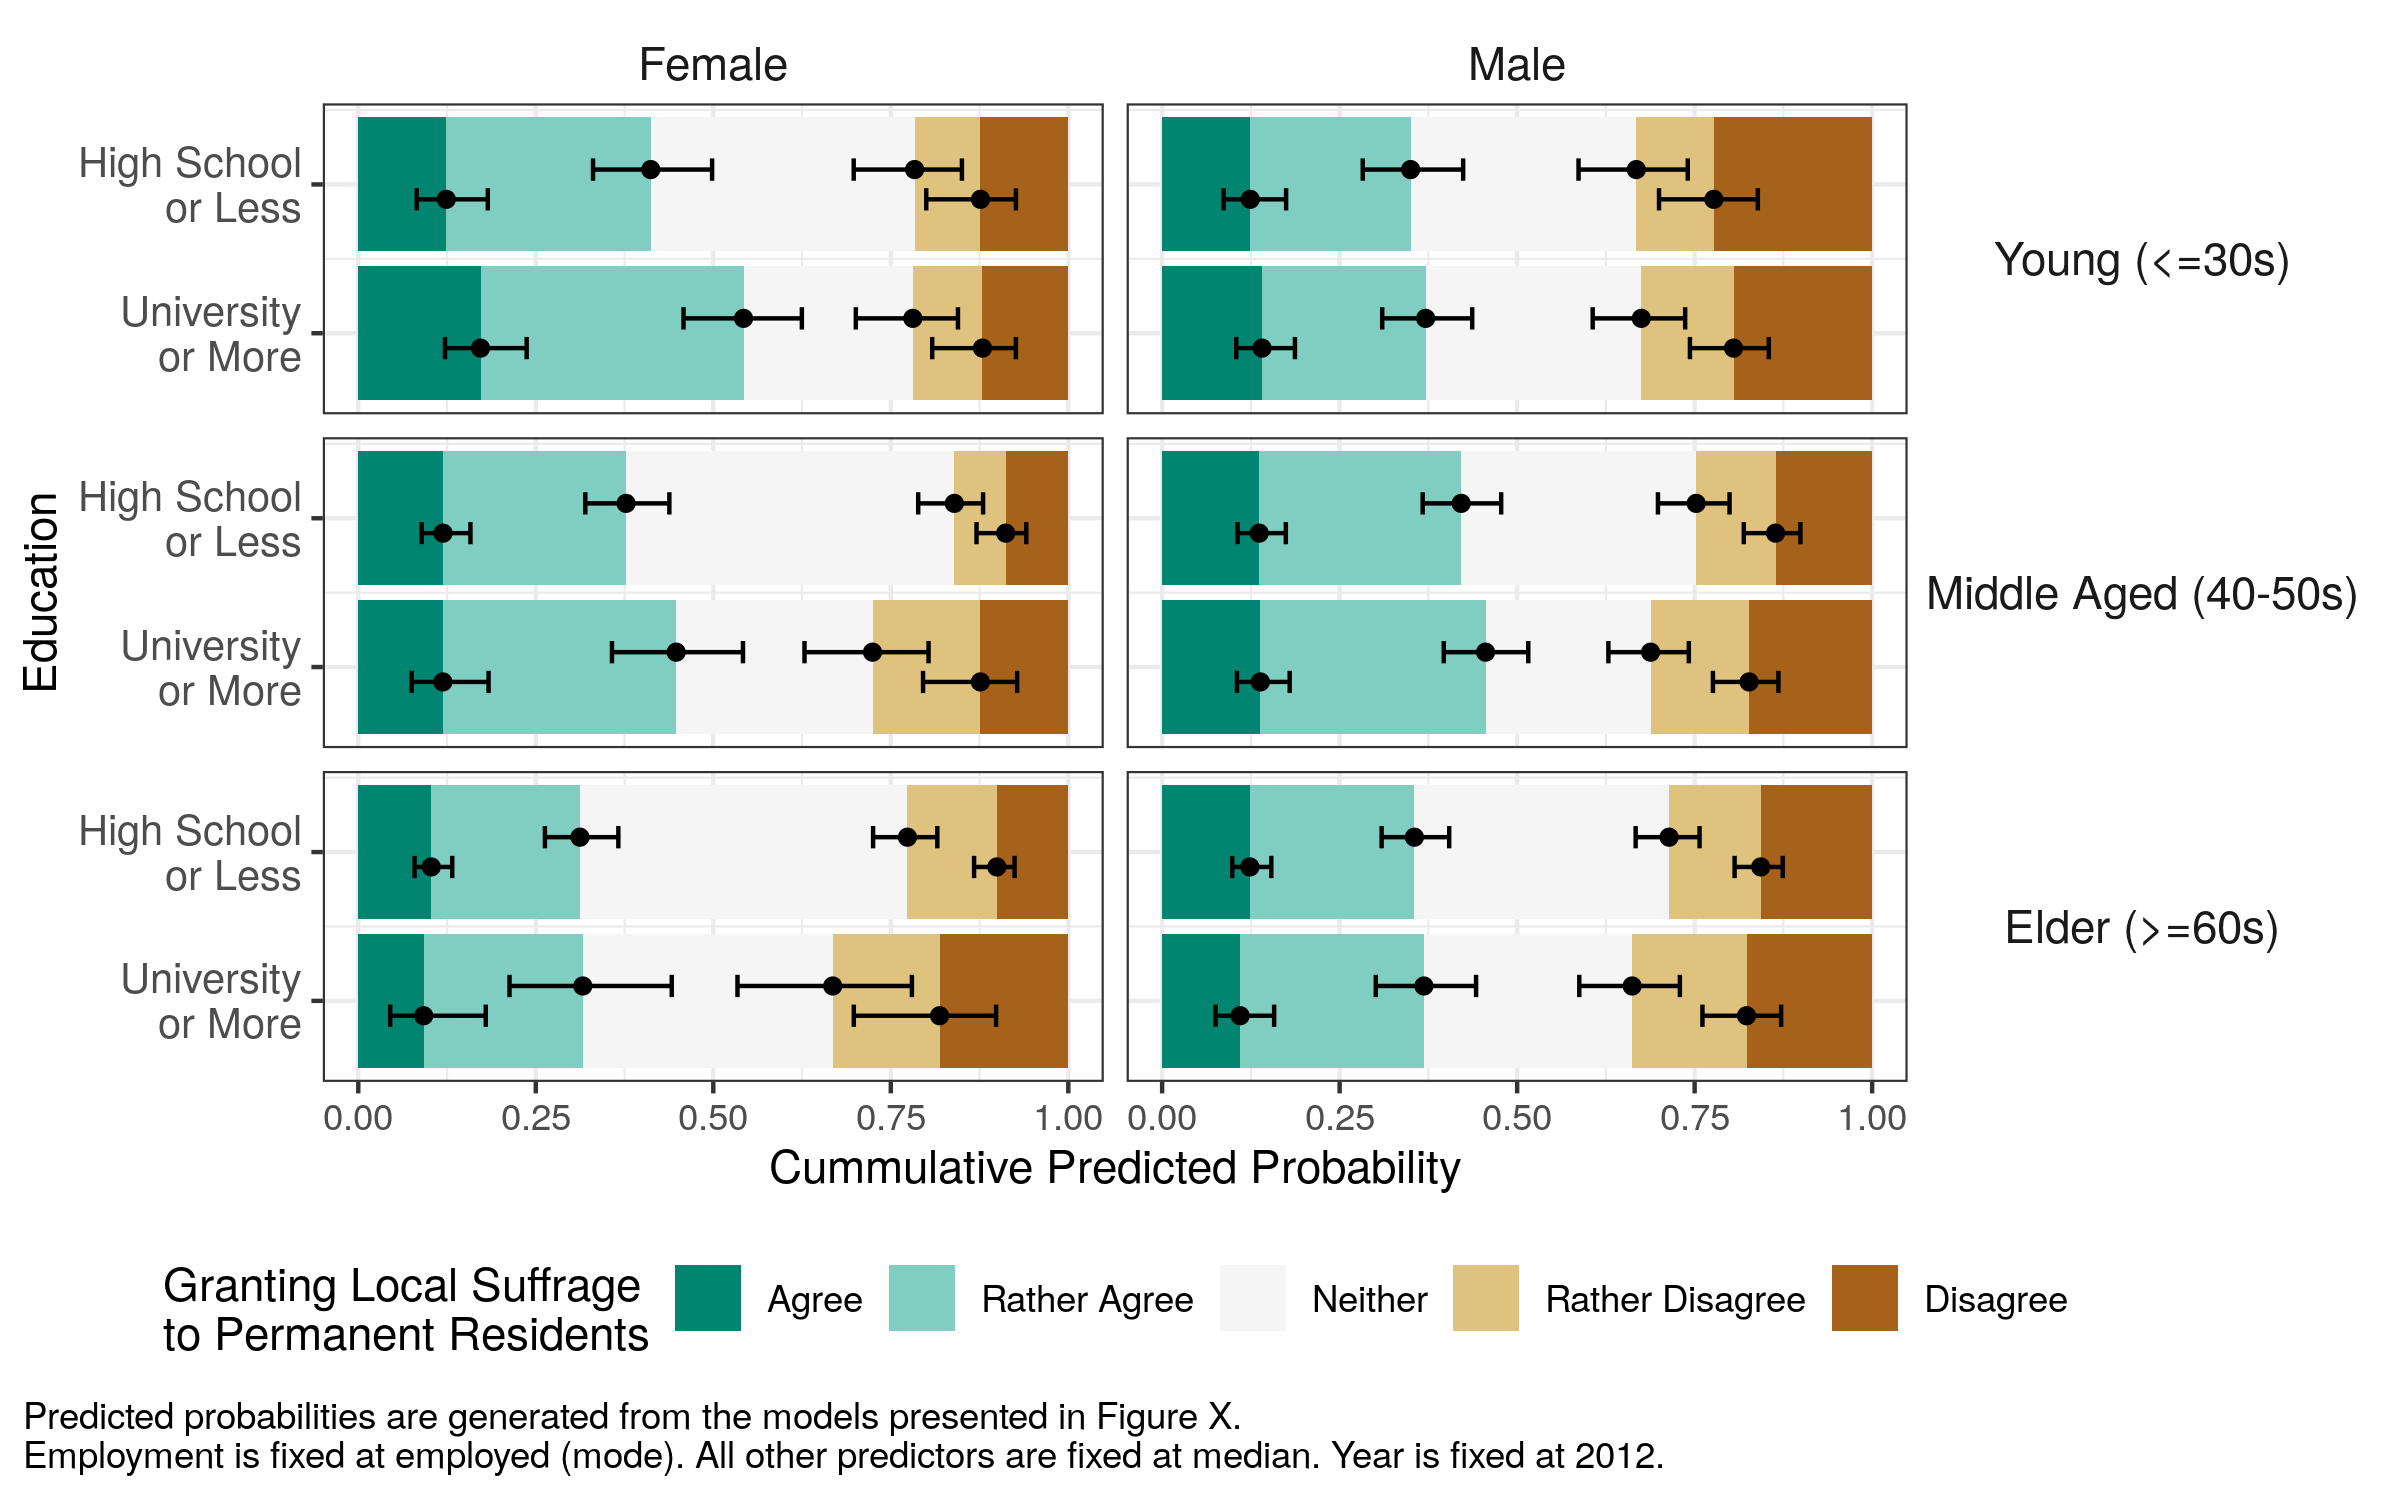 Female
Male
High School
or Less
University
or More
Young (<=30s)
Education
High School
or Less
University
or More
Middle Aged (40-50s)
High School
or Less
University
or More
Elder (>=60s)
0.00 0.25 0.50 0.75 1.00
0.00 0.25 0.50 0.75 1.00
Cummulative Predicted Probability
Granting Local Suffrage
to Permanent Residents
Agree
Rather Agree
Neither
Rather Disagree
Disagree
Predicted probabilities are generated from the models presented in Figure X.
Employment is fixed at employed (mode). All other predictors are fixed at median. Year is fixed at 2012.